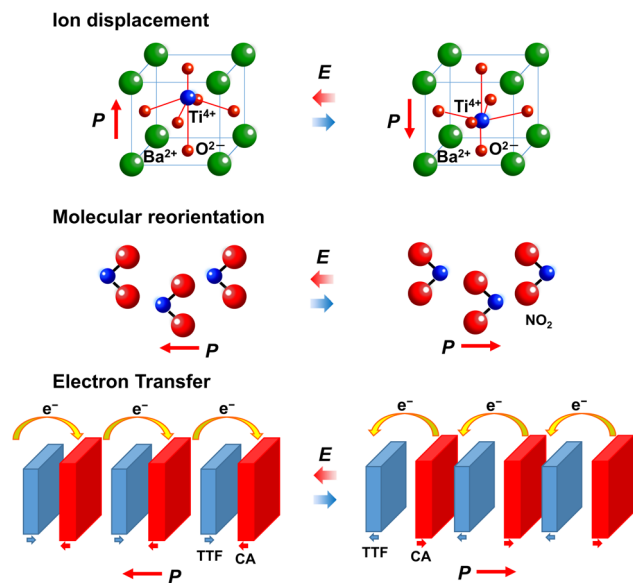 Ion displacement
E
P Ti⁴⁺ Ti⁴⁺ P
Ba²⁺ O²⁻ Ba²⁺ O²⁻
Molecular reorientation
E
NO₂
P P
Electron Transfer
e⁻ e⁻ e⁻ e⁻ e⁻ e⁻
E
TTF CA TTF CA
P P